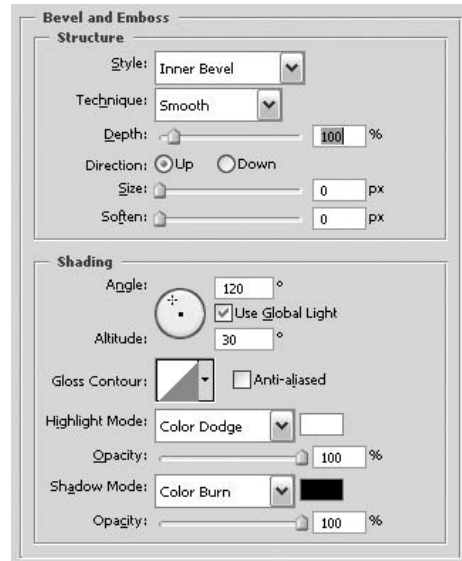 Bevel and Emboss
Structure
Style: Inner Bevel
Technique: Smooth
Depth: 100 %
Direction: Up Down
Size: 0 px
Soften: 0 px
Shading
Angle: 120 °
Use Global Light
Altitude: 30 °
Gloss Contour: Anti-aliased
Highlight Mode: Color Dodge
Opacity: 100 %
Shadow Mode: Color Burn
Opacity: 100 %